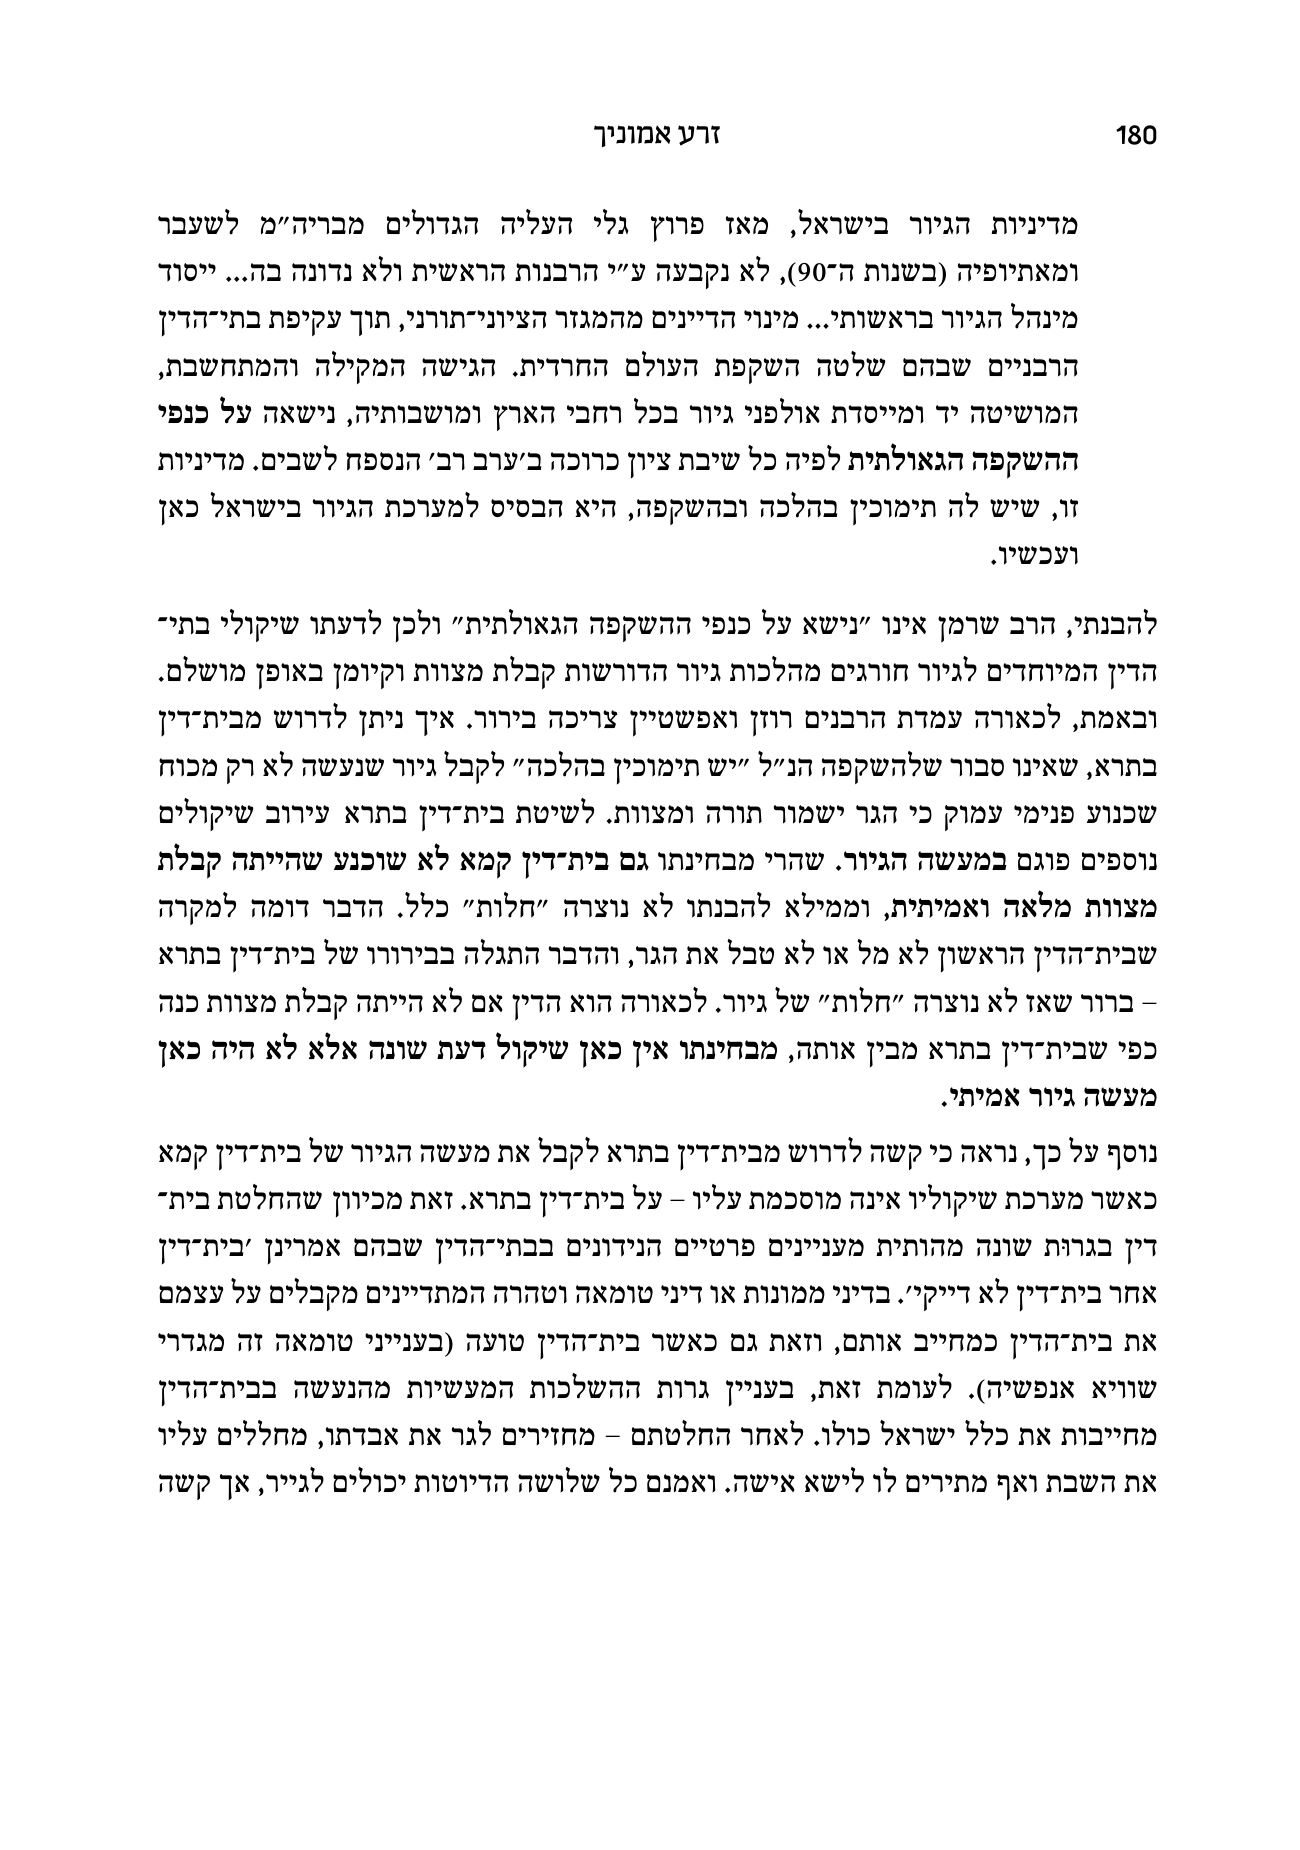 180 זרע אמוניך
מדיניות הגיור בישראל, מאז פרוץ גלי העליה הגדולים מבריה״מ לשעבר
ומאתיופיה (בשנות ה־90), לא נקבעה ע״י הרבנות הראשית ולא נדונה בה... ייסוד
מינהל הגיור בראשותי... מינוי הדיינים מהמגזר הציוני־תורני, תוך עקיפת בתי־הדין
הרבניים שבהם שלטה השקפת העולם החרדית. הגישה המקילה והמתחשבת,
המושיטה יד ומייסדת אולפני גיור בכל רחבי הארץ ומושבותיה, נישאה על כנפי
ההשקפה הגאולתית לפיה כל שיבת ציון כרוכה ב׳ערב רב׳ הנספח לשבים. מדיניות
זו, שיש לה תימוכין בהלכה ובהשקפה, היא הבסיס למערכת הגיור בישראל כאן
ועכשיו.
להבנתי, הרב שרמן אינו ״נישא על כנפי ההשקפה הגאולתית״ ולכן לדעתו שיקולי בתי־
הדין המיוחדים לגיור חורגים מהלכות גיור הדורשות קבלת מצוות וקיומן באופן מושלם.
ובאמת, לכאורה עמדת הרבנים רוזן ואפשטיין צריכה בירור. איך ניתן לדרוש מבית־דין
בתרא, שאינו סבור שלהשקפה הנ״ל ״יש תימוכין בהלכה״ לקבל גיור שנעשה לא רק מכוח
שכנוע פנימי עמוק כי הגר ישמור תורה ומצוות. לשיטת בית־דין בתרא עירוב שיקולים
נוספים פוגם במעשה הגיור. שהרי מבחינתו גם בית־דין קמא לא שוכנע שהייתה קבלת
מצוות מלאה ואמיתית, וממילא להבנתו לא נוצרה ״חלות״ כלל. הדבר דומה למקרה
שבית־הדין הראשון לא מל או לא טבל את הגר, והדבר התגלה בבירורו של בית־דין בתרא
– ברור שאז לא נוצרה ״חלות״ של גיור. לכאורה הוא הדין אם לא הייתה קבלת מצוות כנה
כפי שבית־דין בתרא מבין אותה, מבחינתו אין כאן שיקול דעת שונה אלא לא היה כאן
מעשה גיור אמיתי.
נוסף על כך, נראה כי קשה לדרוש מבית־דין בתרא לקבל את מעשה הגיור של בית־דין קמא
כאשר מערכת שיקוליו אינה מוסכמת עליו – על בית־דין בתרא. זאת מכיוון שהחלטת בית־
דין בגרוּת שונה מהותית מעניינים פרטיים הנידונים בבתי־הדין שבהם אמרינן ׳בית־דין
אחר בית־דין לא דייקי׳. בדיני ממונות או דיני טומאה וטהרה המתדיינים מקבלים על עצמם
את בית־הדין כמחייב אותם, וזאת גם כאשר בית־הדין טועה (בענייני טומאה זה מגדרי
שוויא אנפשיה). לעומת זאת, בעניין גרות ההשלכות המעשיות מהנעשה בבית־הדין
מחייבות את כלל ישראל כולו. לאחר החלטתם – מחזירים לגר את אבדתו, מחללים עליו
את השבת ואף מתירים לו לישא אישה. ואמנם כל שלושה הדיוטות יכולים לגייר, אך קשה